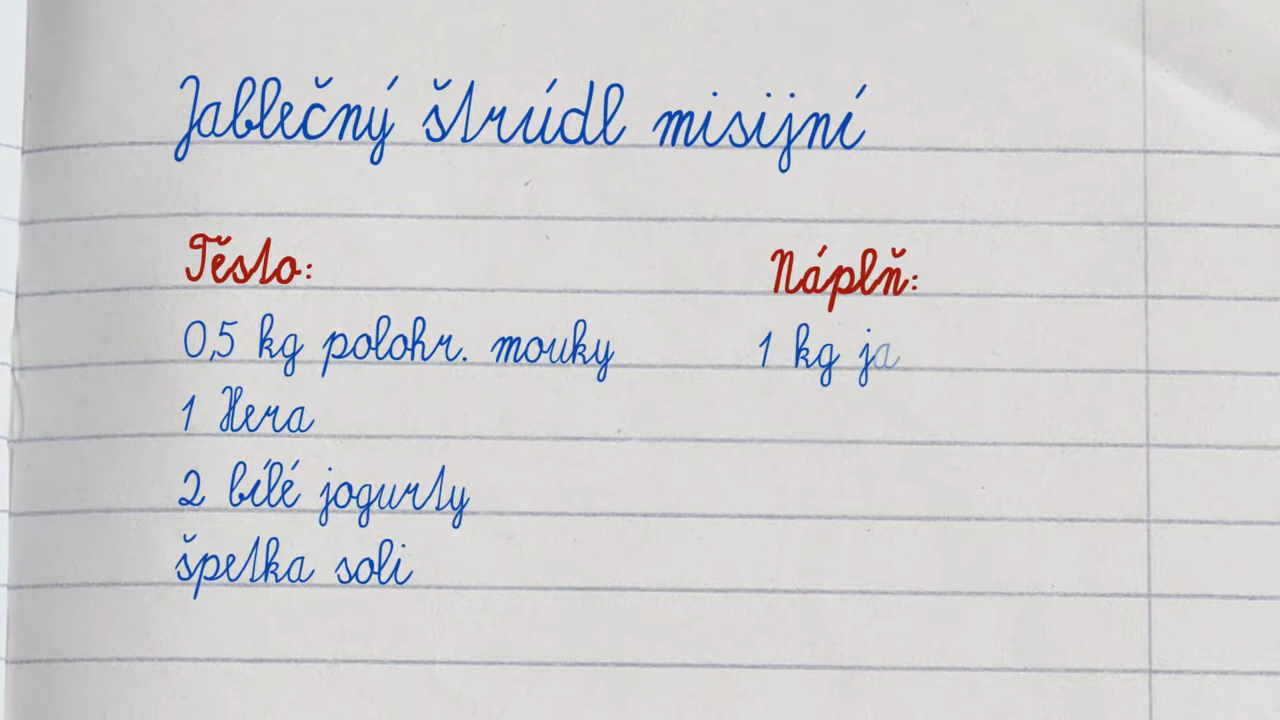 Jablečný štrúdl misijní
Těsto:
0,5 kg polohr. mouky
1 Hera
2 bílé jogurty
špetka soli
Náplň:
1 kg ja